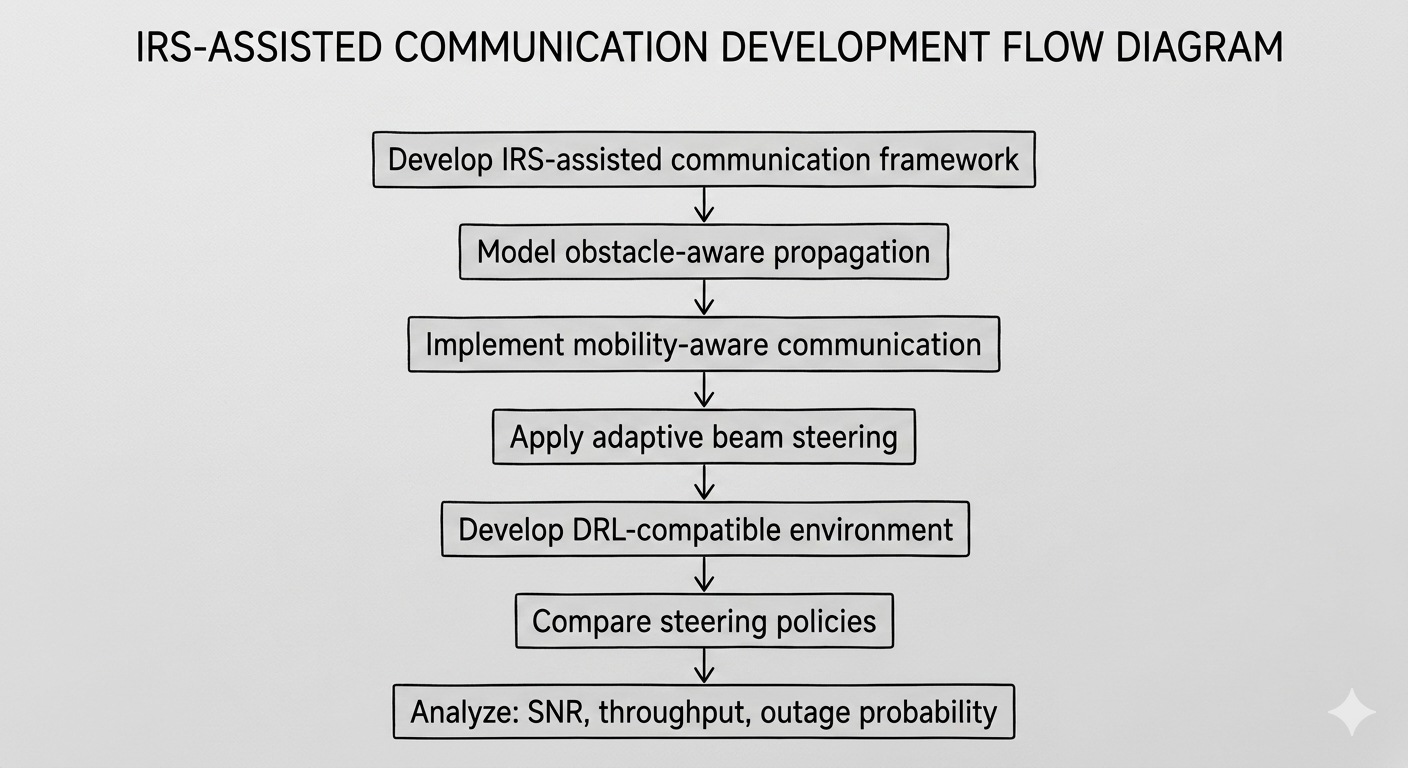 IRS-ASSISTED COMMUNICATION DEVELOPMENT FLOW DIAGRAM
Develop IRS-assisted communication framework
Model obstacle-aware propagation
Implement mobility-aware communication
Apply adaptive beam steering
Develop DRL-compatible environment
Compare steering policies
Analyze: SNR, throughput, outage probability